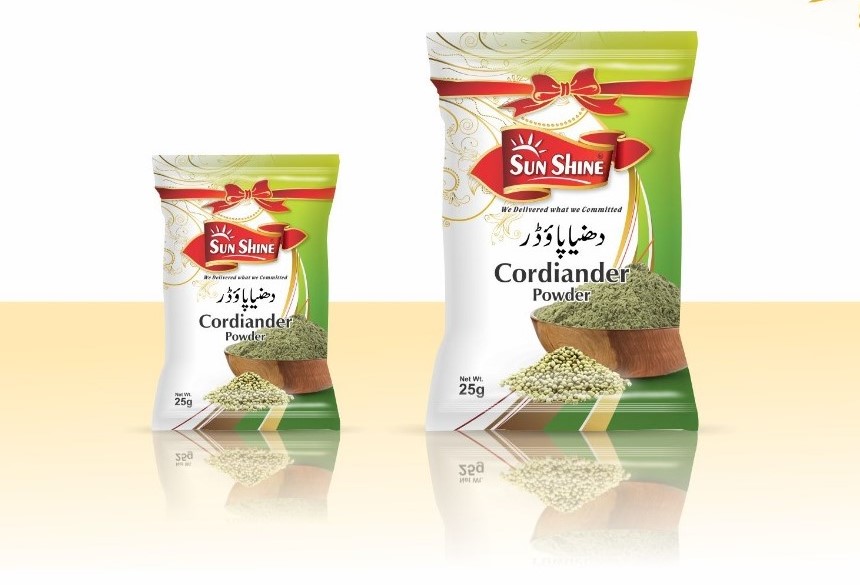 SUN SHINE
We Delivered what we Committed
دھنیا پاؤڈر
Cordiander
Powder
Net Wt.
25g
SUN SHINE
We Delivered what we Committed
دھنیا پاؤڈر
Cordiander
Powder
Net Wt.
25g